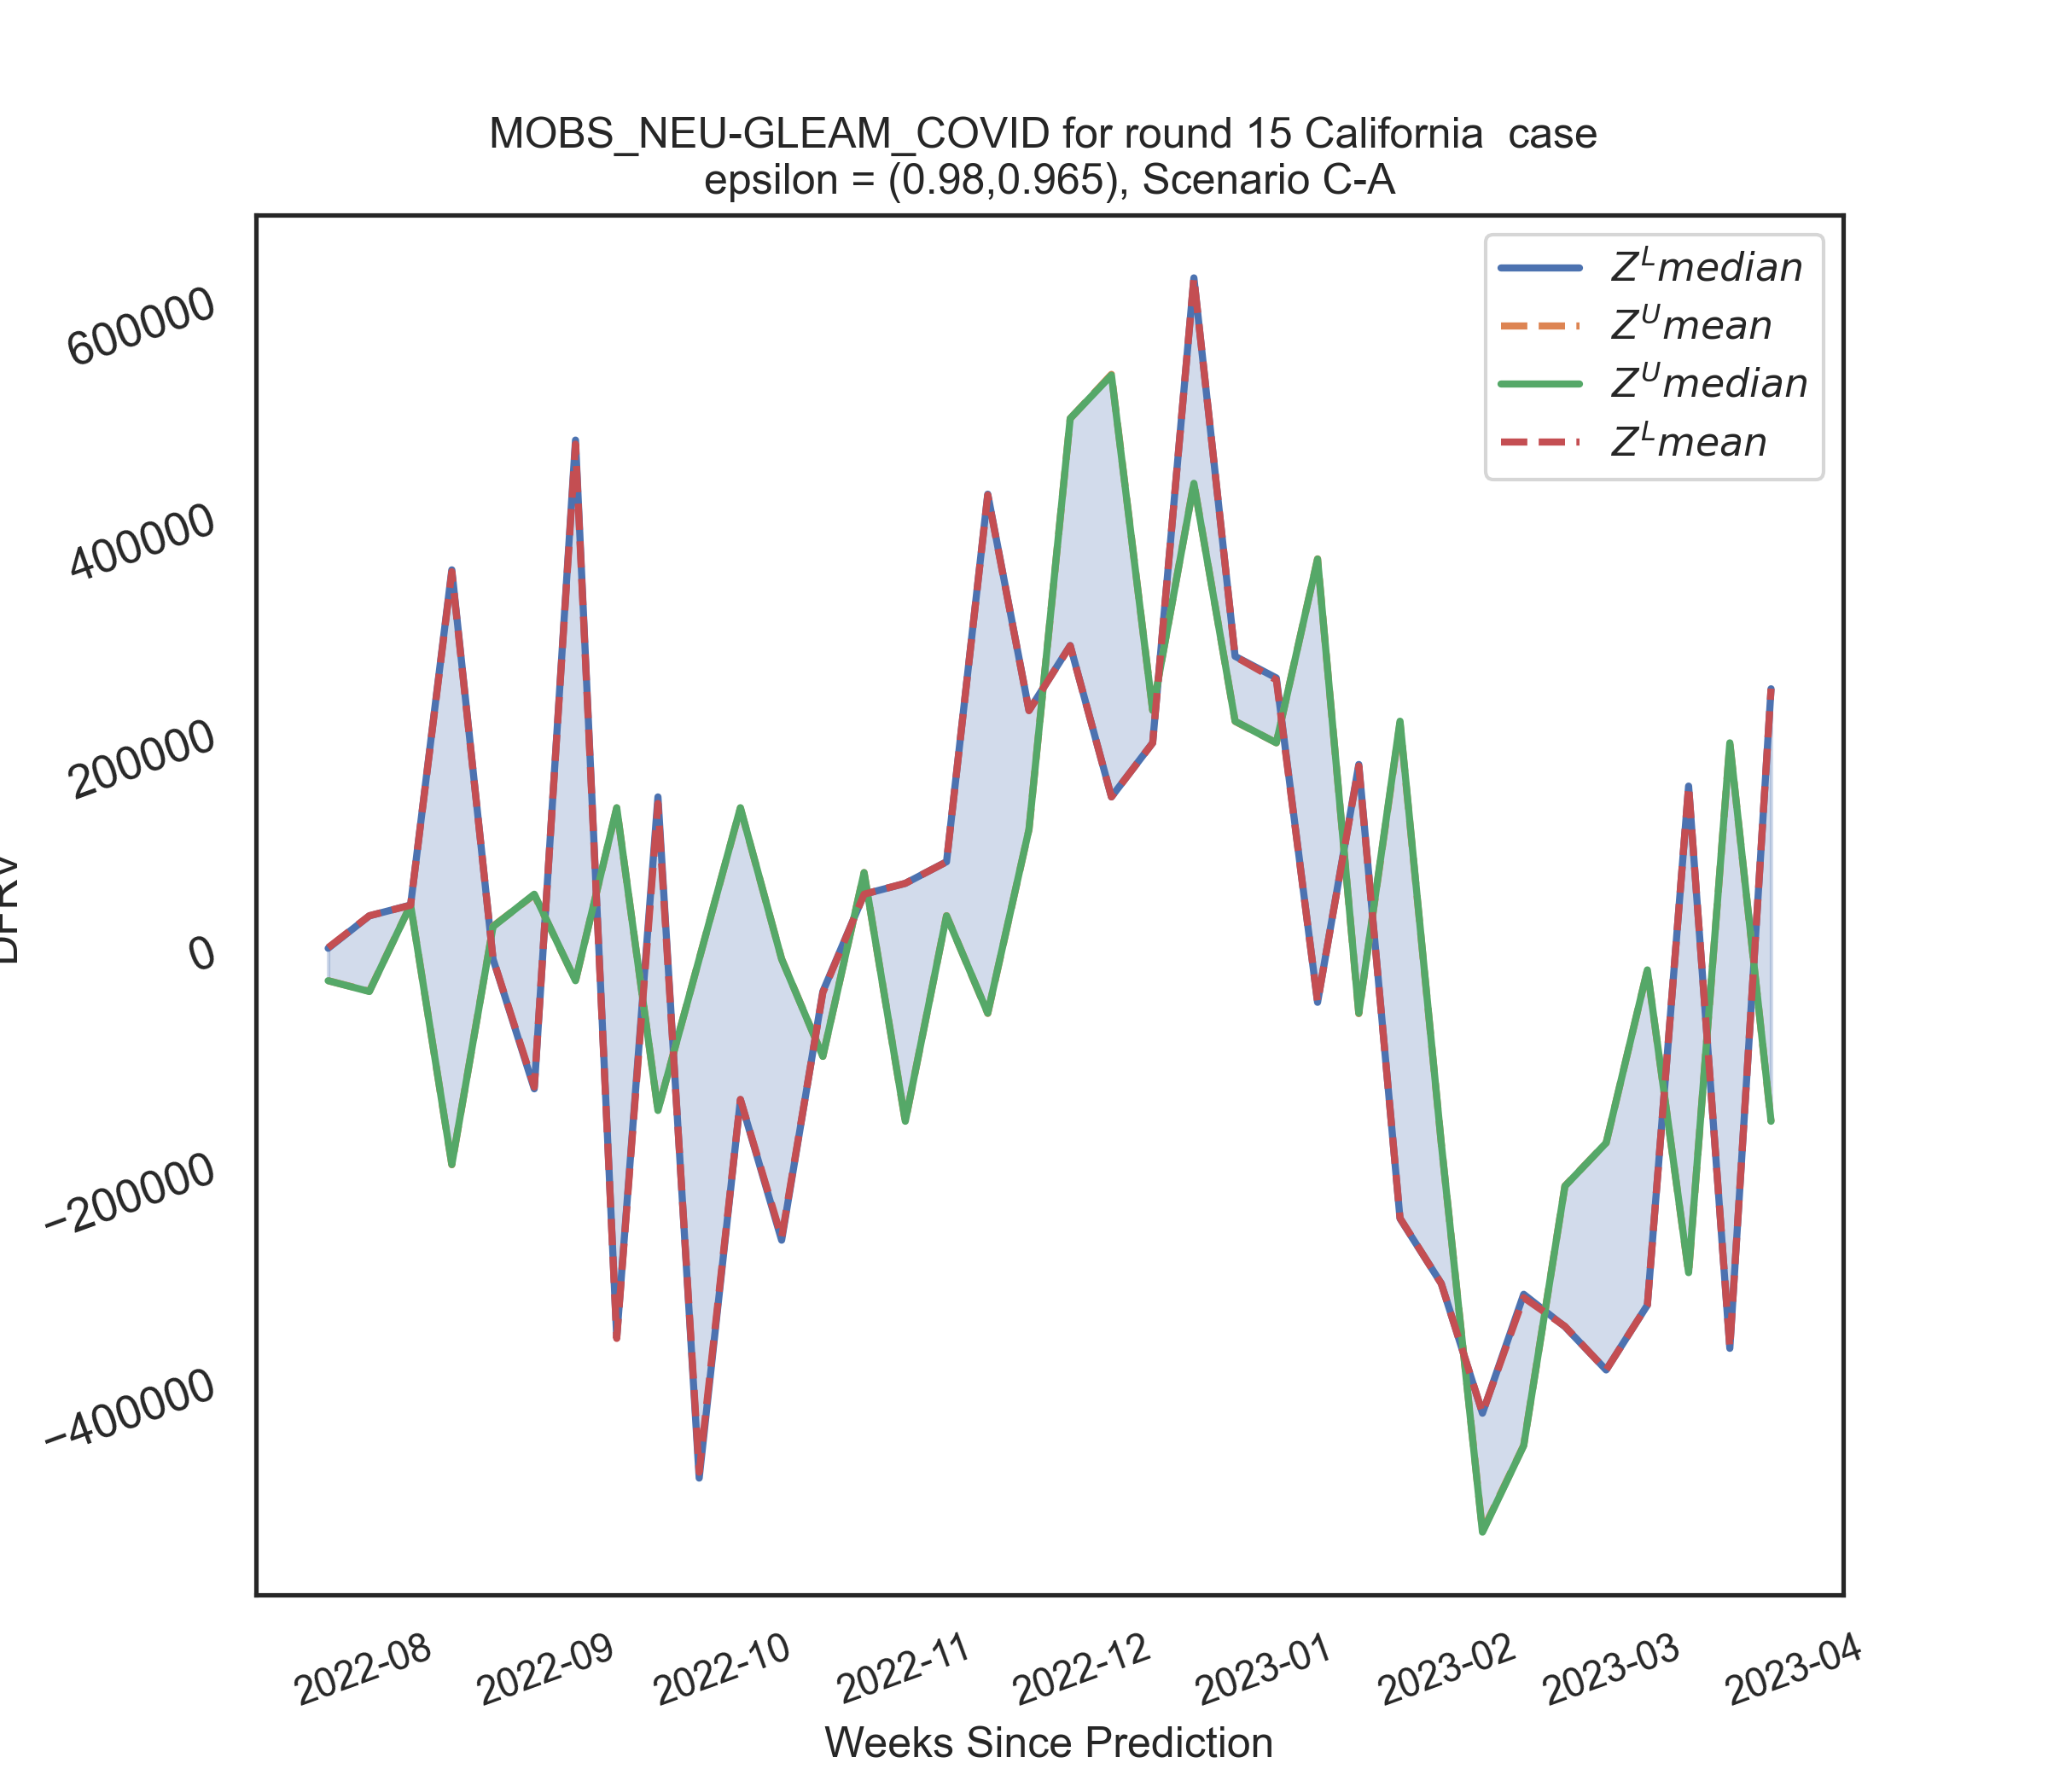 MOBS_NEU-GLEAM_COVID for round 15 California  case
epsilon = (0.98,0.965), Scenario C-A
Z^L median
Z^U mean
Z^U median
Z^L mean
600000
400000
200000
0
−200000
−400000
2022-08
2022-09
2022-10
2022-11
2022-12
2023-01
2023-02
2023-03
2023-04
Weeks Since Prediction